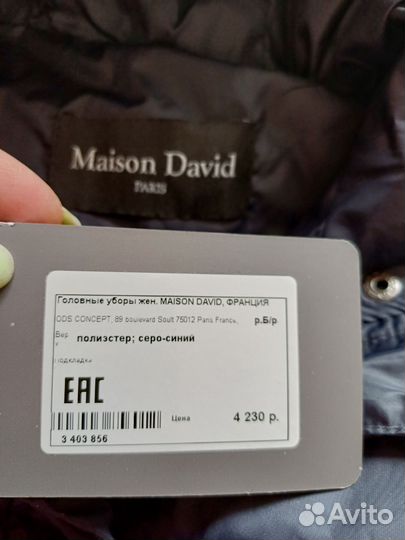 Maison David
PARIS
Головные уборы жен. MAISON DAVID, ФРАНЦИЯ
ODS CONCEPT, 89 boulevard Soult 75012 Paris France, р.Б/р
Вер
х полиэстер; серо-синий
Подкладка
ЕАС
Цена 4 230 р.
3 403 856
Avito